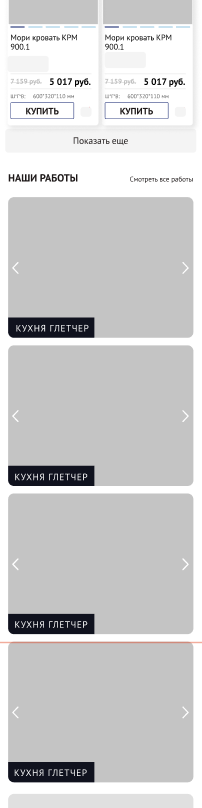 Мори кровать КРМ 900.1
Мори кровать КРМ 900.1
7 159 руб. 5 017 руб.
7 159 руб. 5 017 руб.
Ш*Г*В: 600*320*110 мм
Ш*Г*В: 600*320*110 мм
КУПИТЬ
КУПИТЬ
Показать еще
НАШИ РАБОТЫ
Смотреть все работы
КУХНЯ ГЛЕТЧЕР
КУХНЯ ГЛЕТЧЕР
КУХНЯ ГЛЕТЧЕР
КУХНЯ ГЛЕТЧЕР